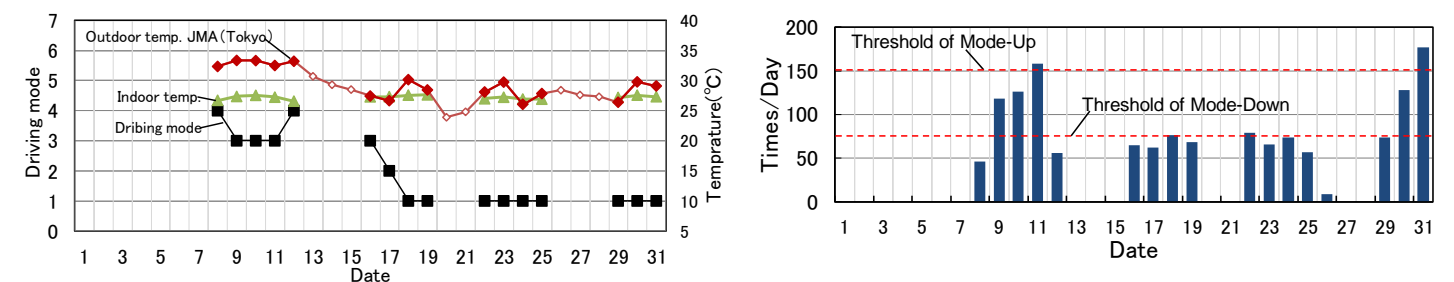 7
6
5
4
3
2
1
0
Driving mode
Outdoor temp. JMA(Tokyo)
Indoor temp.
Dribing mode
40
35
30
25
20
15
10
5
Temprature(℃)
1 3 5 7 9 11 13 15 17 19 21 23 25 27 29 31
Date
200
150
100
50
0
Times/Day
Threshold of Mode-Up
Threshold of Mode-Down
1 3 5 7 9 11 13 15 17 19 21 23 25 27 29 31
Date